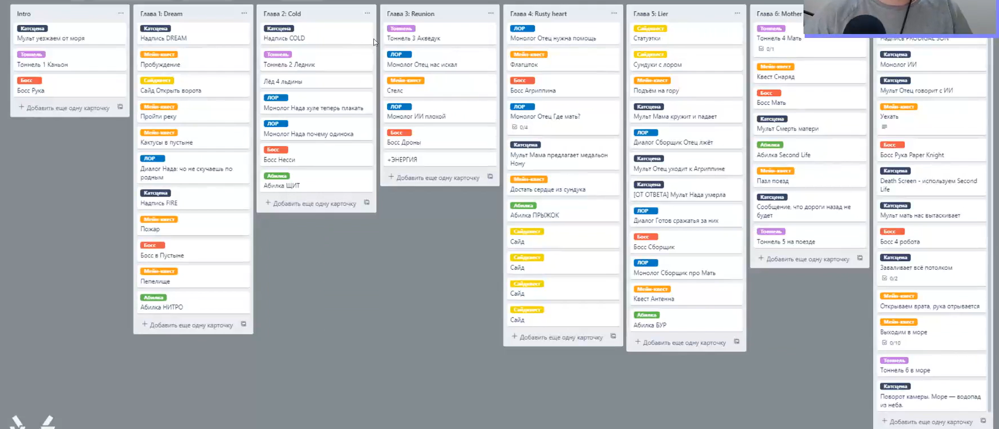 Intro
Катсцена
Мульт уезжаем от моря
Тоннель
Тоннель 1 Каньон
Босс
Босс Рука
+ Добавить еще одну карточку
Глава 1: Dream
Катсцена
Надпись DREAM
Мейн-квест
Пробуждение
Сайдквест
Сайд Открыть ворота
Мейн-квест
Пройти реку
Мейн-квест
Кактусы в пустыне
ЛОР
Диалог Нада: чо не скучаешь по
родным
Катсцена
Надпись FIRE
Мейн-квест
Пожар
Босс
Босс в Пустыне
Мейн-квест
Пепелище
Абилка
Абилка НИТРО
+ Добавить еще одну карточку
Глава 2: Cold
Катсцена
Надпись COLD
Тоннель
Тоннель 2 Ледник
Лёд 4 льдины
ЛОР
Монолог Нада хуле теперь плакать
ЛОР
Монолог Нада почему одинока
Босс
Босс Несси
Абилка
Абилка ЩИТ
+ Добавить еще одну карточку
Глава 3: Reunion
Тоннель
Тоннель 3 Акведук
ЛОР
Монолог Отец нас искал
Мейн-квест
Стелс
ЛОР
Монолог ИИ плохой
Босс
Босс Дроны
+ЭНЕРГИЯ
+ Добавить еще одну карточку
Глава 4: Rusty heart
ЛОР
Монолог Отец нужна помощь
Мейн-квест
Флагшток
Босс
Босс Агриппина
ЛОР
Монолог Отец Где мать?
0/4
Катсцена
Мульт Мама предлагает медальон
Нону
Мейн-квест
Достать сердце из сундука
Абилка
Абилка ПРЫЖОК
Сайдквест
Сайд
Сайдквест
Сайд
Сайдквест
Сайд
Сайдквест
Сайд
+ Добавить еще одну карточку
Глава 5: Lier
Сайдквест
Статуэтки
Сайдквест
Сундуки с лором
Мейн-квест
Подъём на гору
Катсцена
Мульт Мама кружит и падает
ЛОР
Диалог Сборщик Отец лжёт
Катсцена
Мульт Отец уходит к Агриппине
Катсцена
[ОТ ОТВЕТА] Мульт Нада умерла
ЛОР
Диалог Готов сражатья за них
Босс
Босс Сборщик
ЛОР
Монолог Сборщик про Мать
Мейн-квест
Квест Антенна
Абилка
Абилка БУР
+ Добавить еще одну карточку
Глава 6: Mother
Тоннель
Тоннель 4 Мать
0/1
Мейн-квест
Квест Снаряд
Босс
Босс Мать
Катсцена
Мульт Смерть матери
Абилка
Абилка Second Life
Мейн-квест
Пазл поезд
Катсцена
Сообщение, что дороги назад не
будет
Тоннель
Тоннель 5 на поезде
+ Добавить еще одну карточку
Надпись PRODIGAL SON
Катсцена
Монолог ИИ
Катсцена
Мульт Отец говорит с ИИ
Мейн-квест
Уехать
Босс
Босс Рука Paper Knight
Катсцена
Death Screen - используем Second
Life
Катсцена
Мульт мать нас вытаскивает
Босс
Босс 4 робота
Катсцена
Заваливает всё потолком
0/2
Мейн-квест
Открываем врата, рука отрывается
Мейн-квест
Выходим в море
0/10
Тоннель
Тоннель 6 в море
Катсцена
Поворот камеры. Море — водопад
из неба.
+ Добавить еще одну карточку